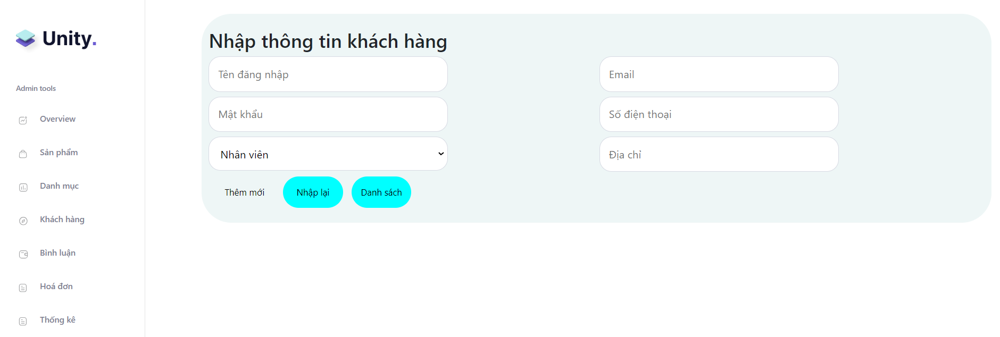 Unity.
Admin tools
Overview
Sản phẩm
Danh mục
Khách hàng
Bình luận
Hoá đơn
Thống kê
Nhập thông tin khách hàng
Tên đăng nhập
Email
Mật khẩu
Số điện thoại
Nhân viên
Địa chỉ
Thêm mới
Nhập lại
Danh sách